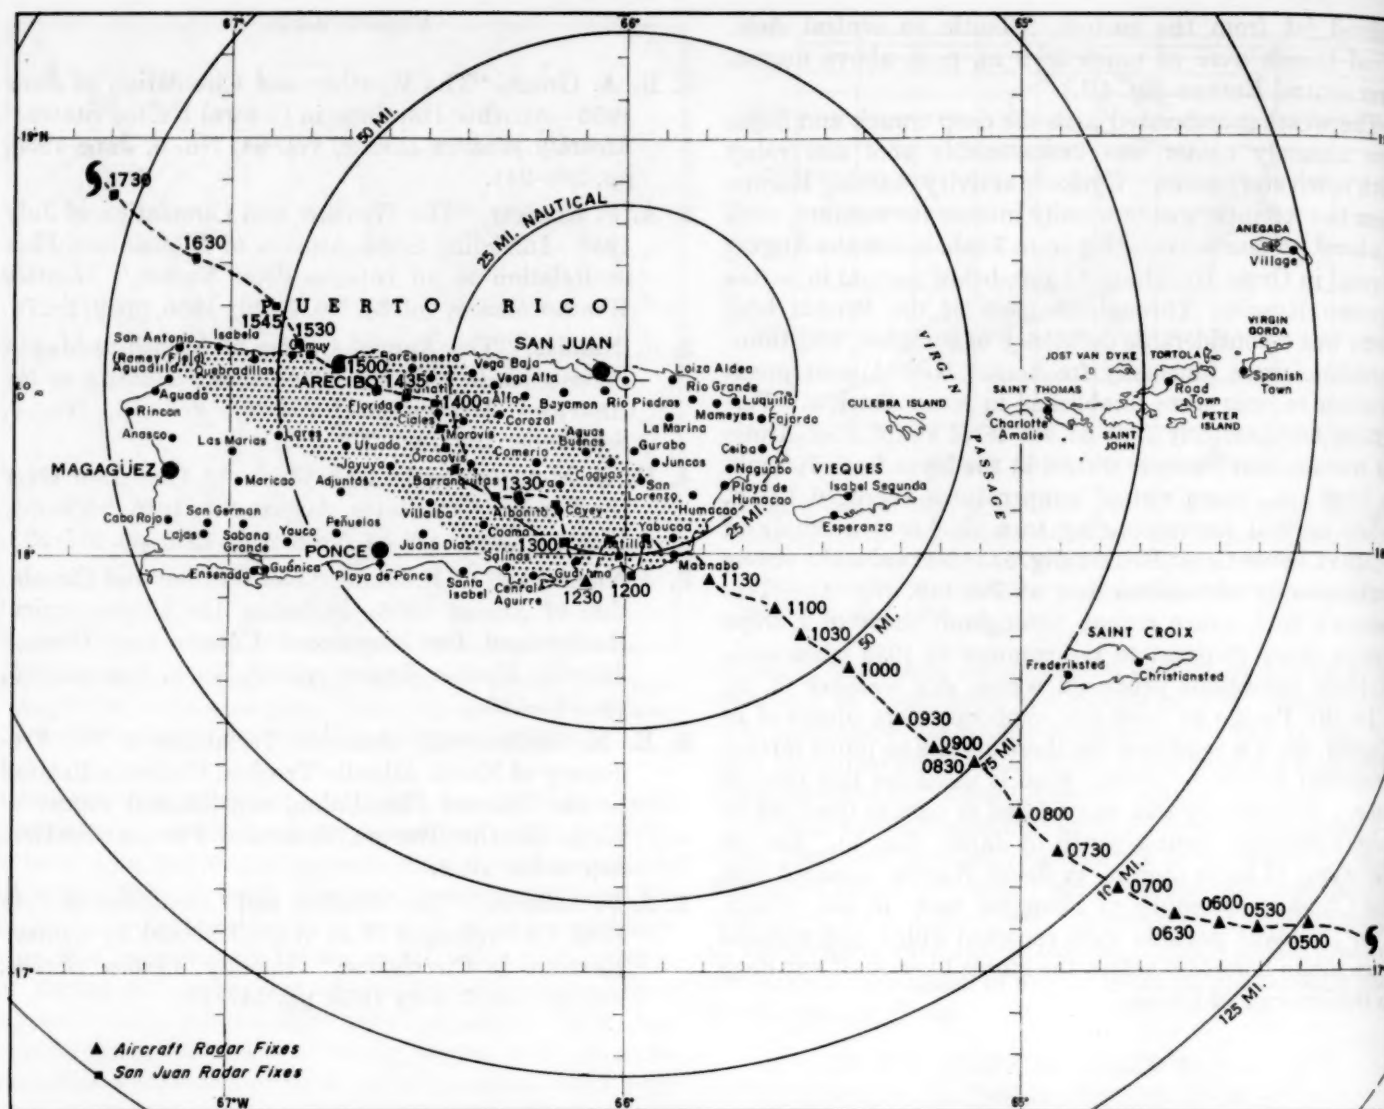 67°
66°
65°
50 MI.
19°N
1730
25 MI. NAUTICAL
1630
UERTO RICO
ANEGADA
Village
VIRGIN
PASSAGE
1545
1530
San Antonio
Isabela
Camuy
SAN JUAN
VIRGIN GORDA
(Ramey Field)
Aguadilla
Quebradillas
1500
Barceloneta
Vega Baja
Loiza Aldea
JOST VAN DYKE
TORTOLA
ARECIBO
1435
Vega Alta
Rio Grande
SAINT THOMAS
Road Town
Spanish Town
Aguada
1400
Bayamon
Rio Piedras
Luquillo
CULEBRA ISLAND
PETER ISLAND
Rincon
Florida
Ciales
Corozal
Mameyes
Fajardo
Charlotte Amalie
SAINT JOHN
Anasco
Las Marias
Lares
Utuado
Morovis
Aguas Buenas
La Marina
Gurabo
Ceiba
MAGAGÜEZ
Jayuya
Orocovis
Comerio
Caguas
Juncos
Naguabo
VIEQUES
Maricao
Adjuntas
Barranquitas
1330
San Lorenzo
Playa de Humacao
Isabel Segunda
Cabo Rojo
San German
Villalba
Aibonito
Cayey
Humacao
Esperanza
Lajas
Sabana Grande
Yauco
Peñuelas
Coamo
Yabucoa
25 MI.
PONCE
Juana Diaz
1300
18°
Guánica
Playa de Ponce
Salinas
Maunabo
Santa Isabel
Central Aguirre
1230
1200
1130
1100
50 MI.
1030
1000
SAINT CROIX
Frederiksted
Christiansted
0930
0900
0830
75 MI.
0800
0730
0700
0600
0530
0630
0500
17°
125 MI.
▲ Aircraft Radar Fixes
■ San Juan Radar Fixes
67°W
66°
65°